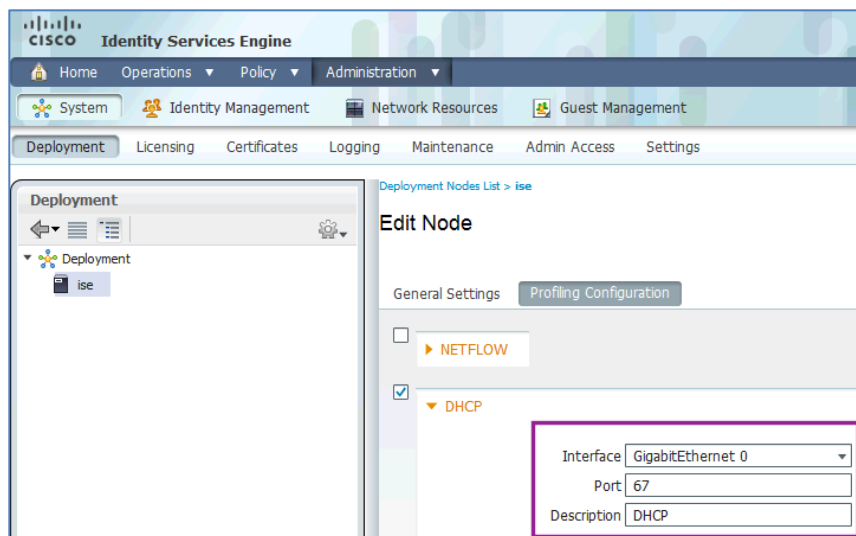 CISCO Identity Services Engine
Home Operations Policy Administration
System Identity Management Network Resources Guest Management
Deployment Licensing Certificates Logging Maintenance Admin Access Settings
Deployment
Deployment
ise
Deployment Nodes List > ise
Edit Node
General Settings Profiling Configuration
NETFLOW
DHCP
Interface GigabitEthernet 0
Port 67
Description DHCP